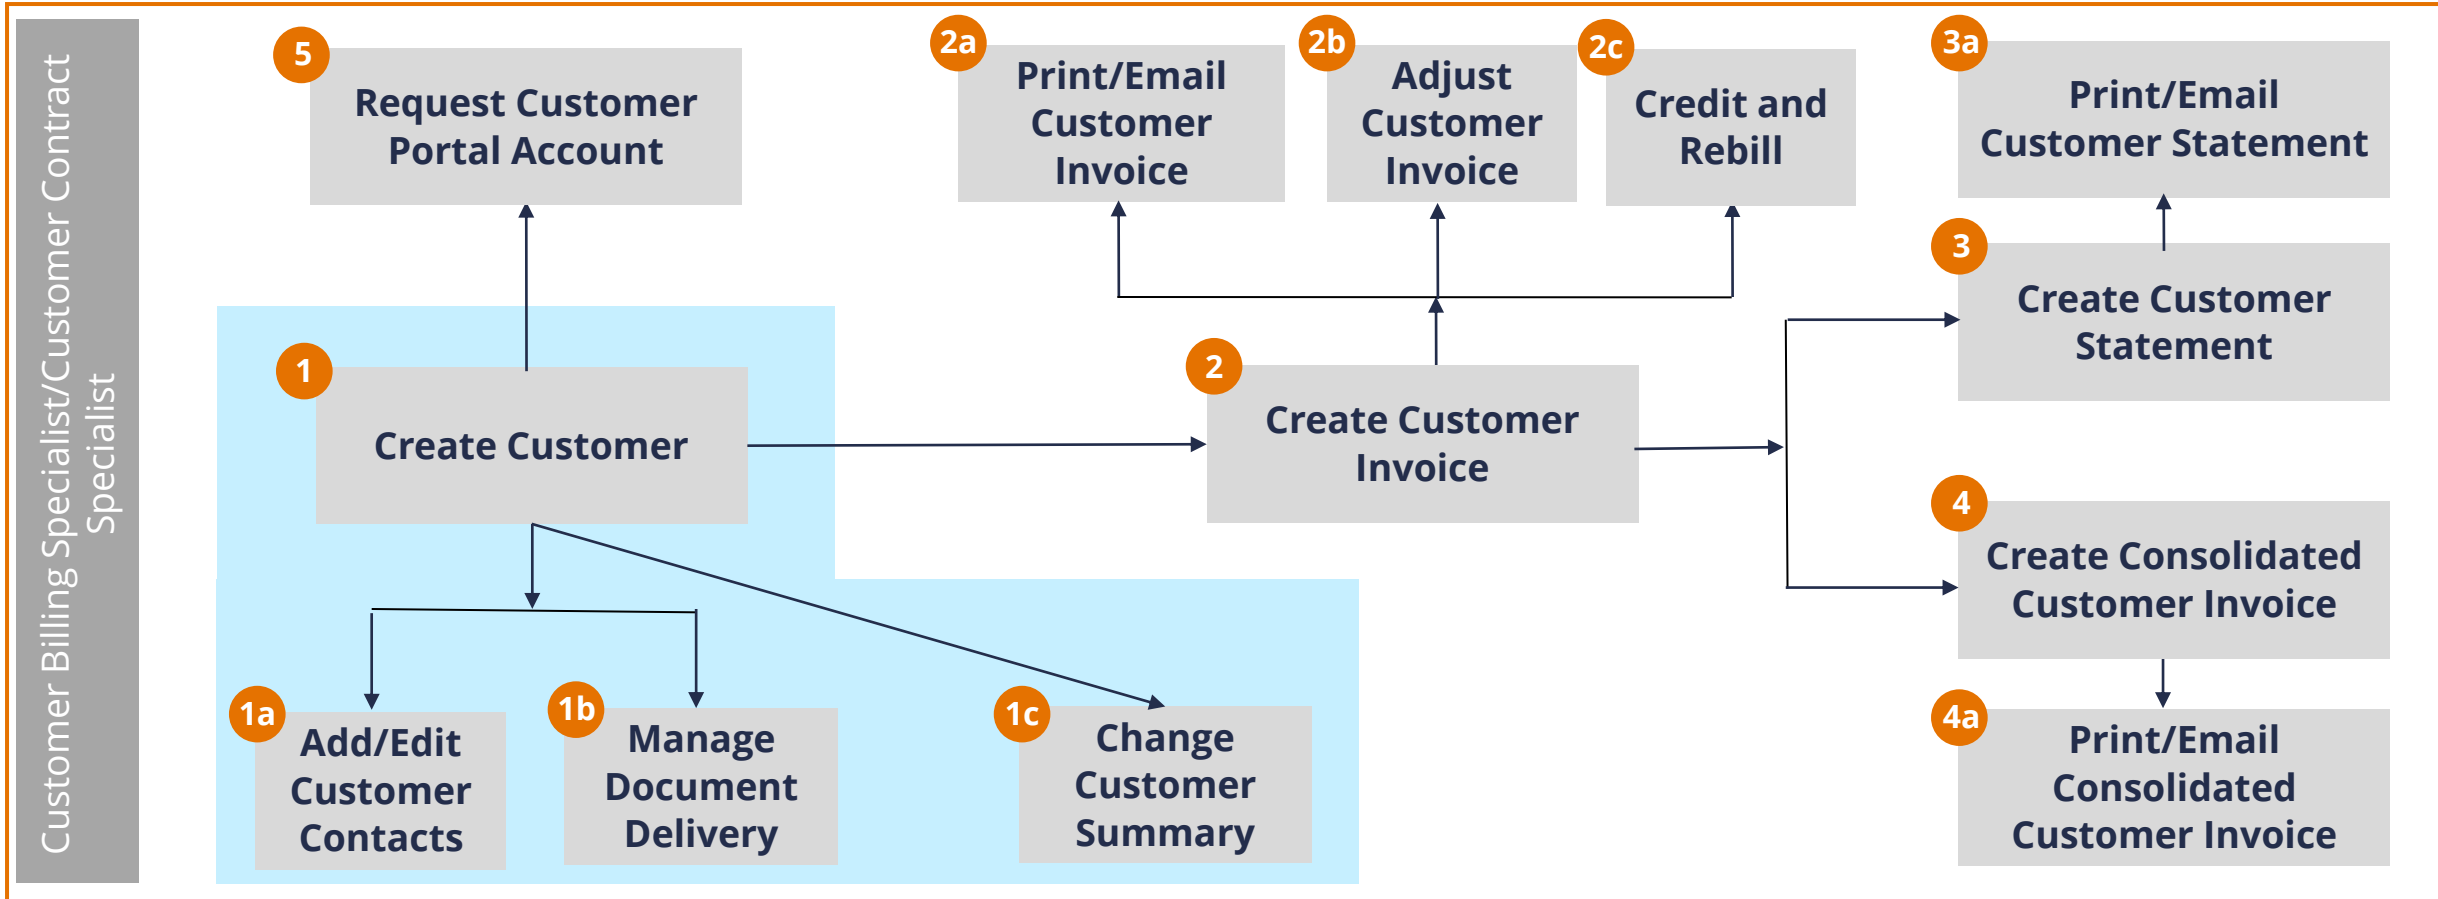 Customer Billing Specialist/Customer Contract
Specialist
5
Request Customer
Portal Account
2a
Print/Email
Customer
Invoice
2b
Adjust
Customer
Invoice
2c
Credit and
Rebill
3a
Print/Email
Customer Statement
1
Create Customer
2
Create Customer
Invoice
3
Create Customer
Statement
4
Create Consolidated
Customer Invoice
1a
Add/Edit
Customer
Contacts
1b
Manage
Document
Delivery
1c
Change
Customer
Summary
4a
Print/Email
Consolidated
Customer Invoice